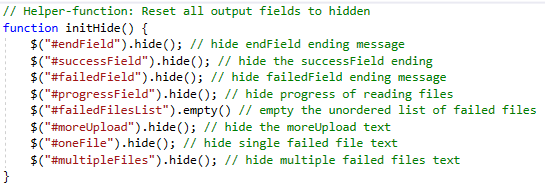 // Helper-function: Reset all output fields to hidden
function initHide() {
    $("#endField").hide(); // hide endField ending message
    $("#successField").hide(); // hide the successField ending
    $("#failedField").hide(); // hide failedField ending message
    $("#progressField").hide(); // hide progress of reading files
    $("#failedFilesList").empty() // empty the unordered list of failed files
    $("#moreUpload").hide(); // hide the moreUpload text
    $("#oneFile").hide(); // hide single failed file text
    $("#multipleFiles").hide(); // hide multiple failed files text
}